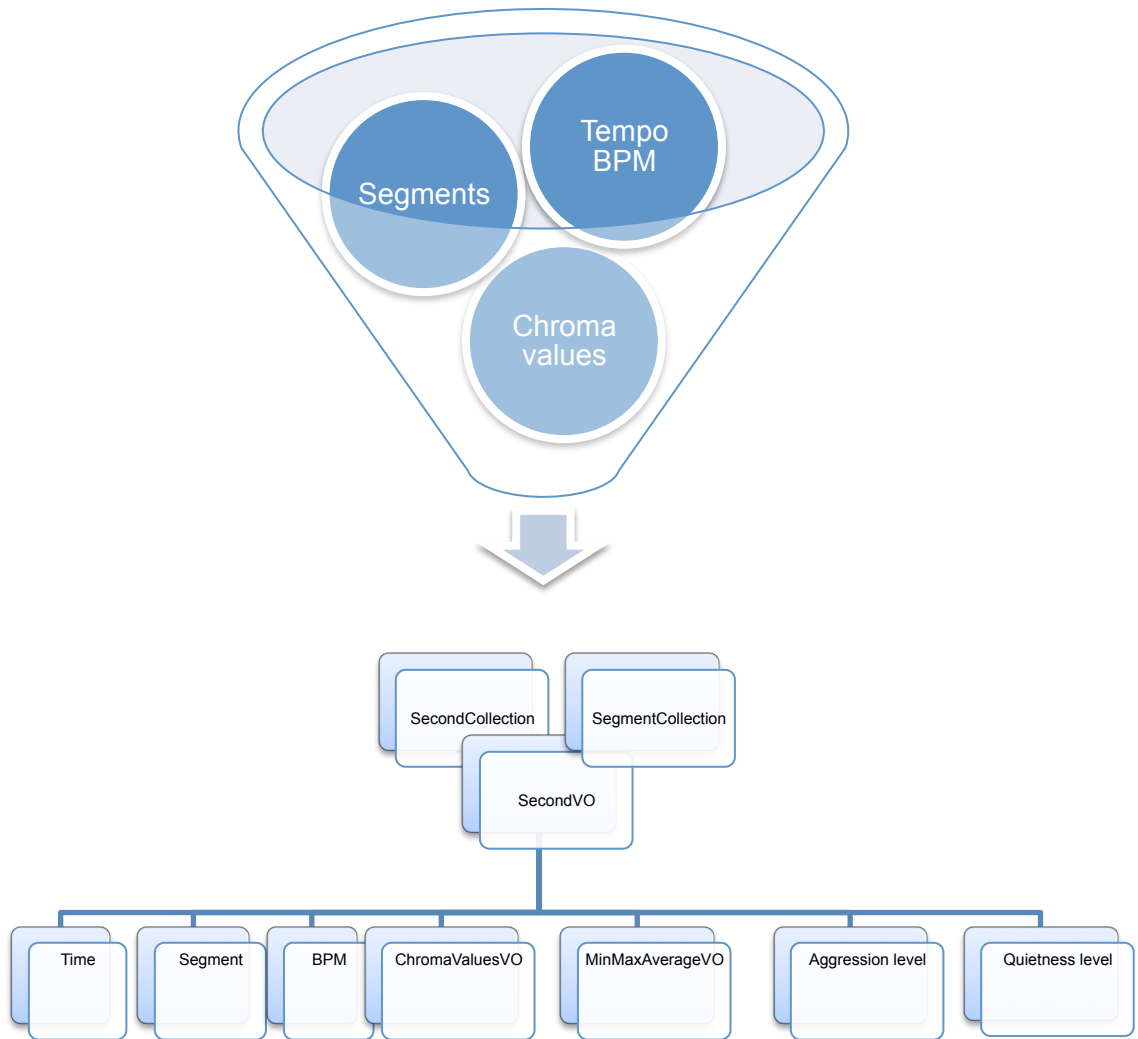 Tempo
BPM
Segments
Chroma
values
SecondCollection
SegmentCollection
SecondVO
Time
Segment
BPM
ChromaValuesVO
MinMaxAverageVO
Aggression level
Quietness level